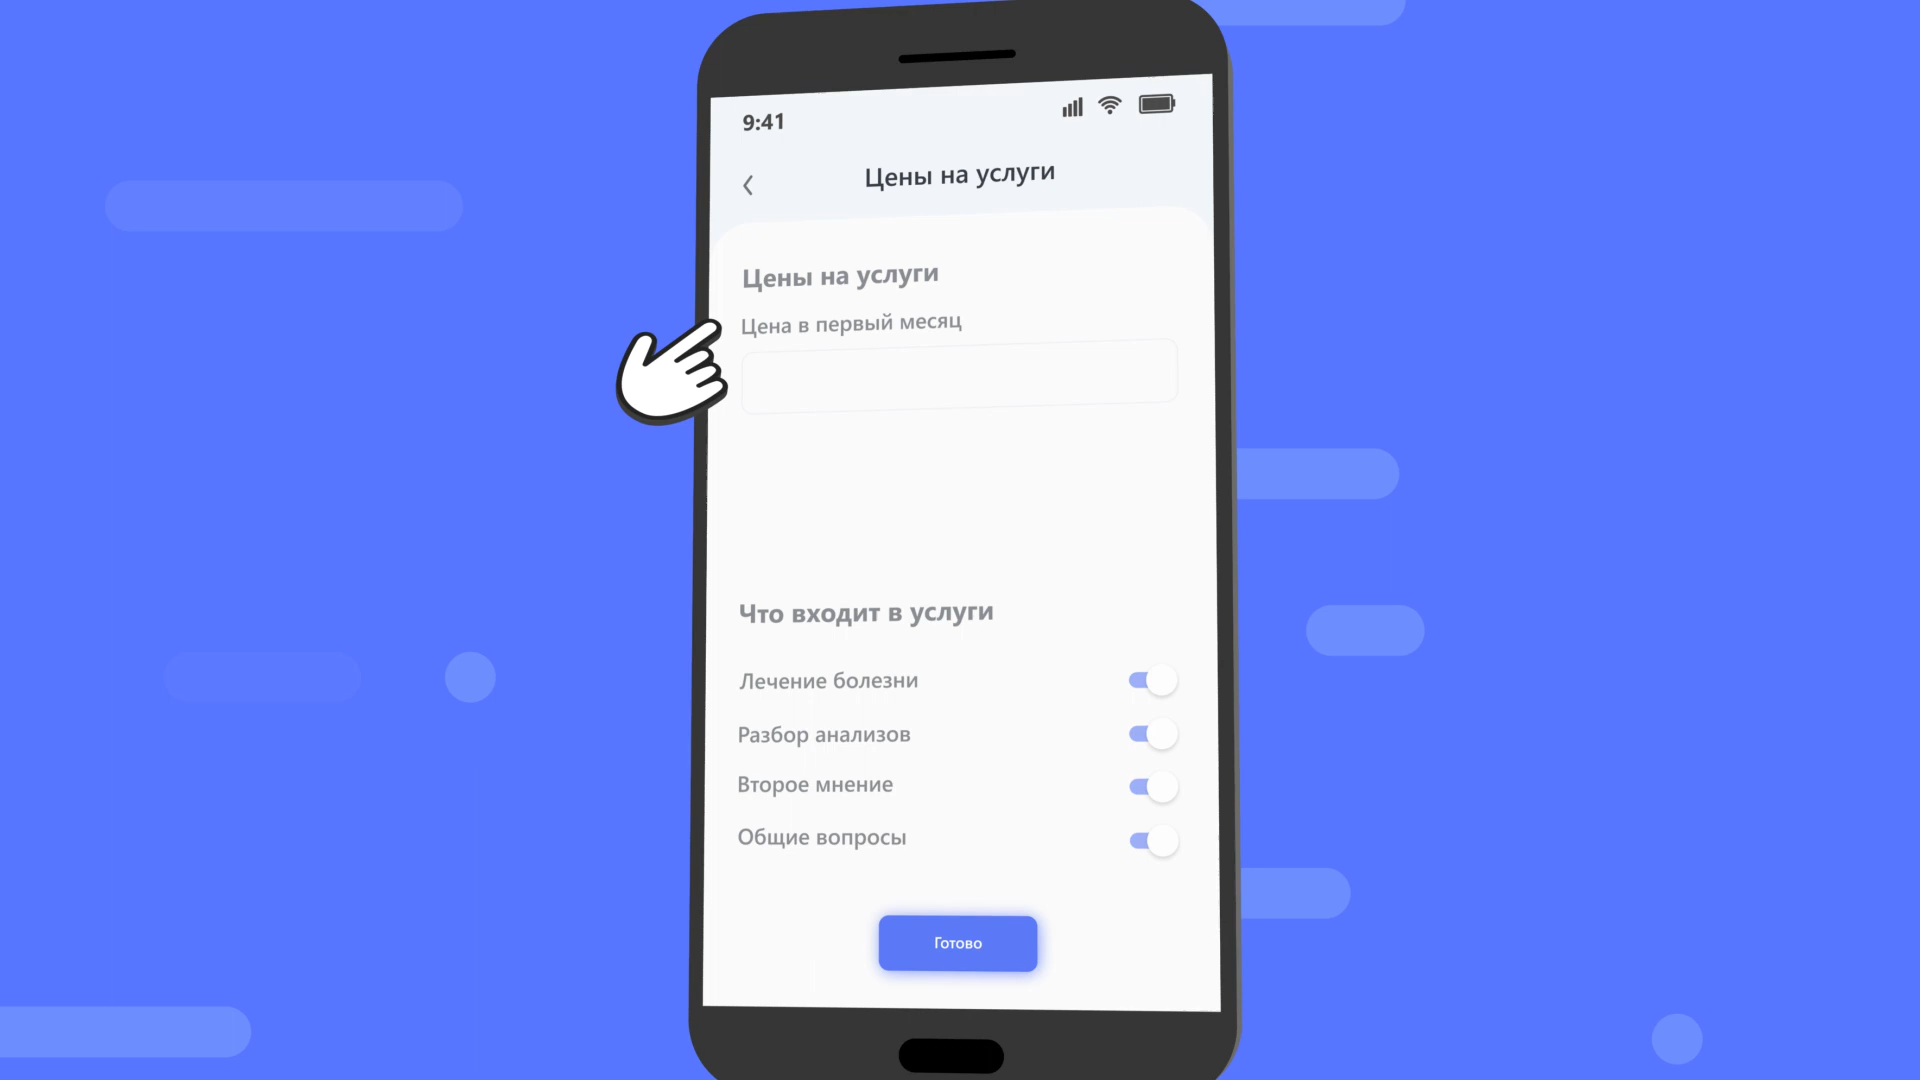 9:41
Цены на услуги
Цены на услуги
Цена в первый месяц
Что входит в услуги
Лечение болезни
Разбор анализов
Второе мнение
Общие вопросы
Готово